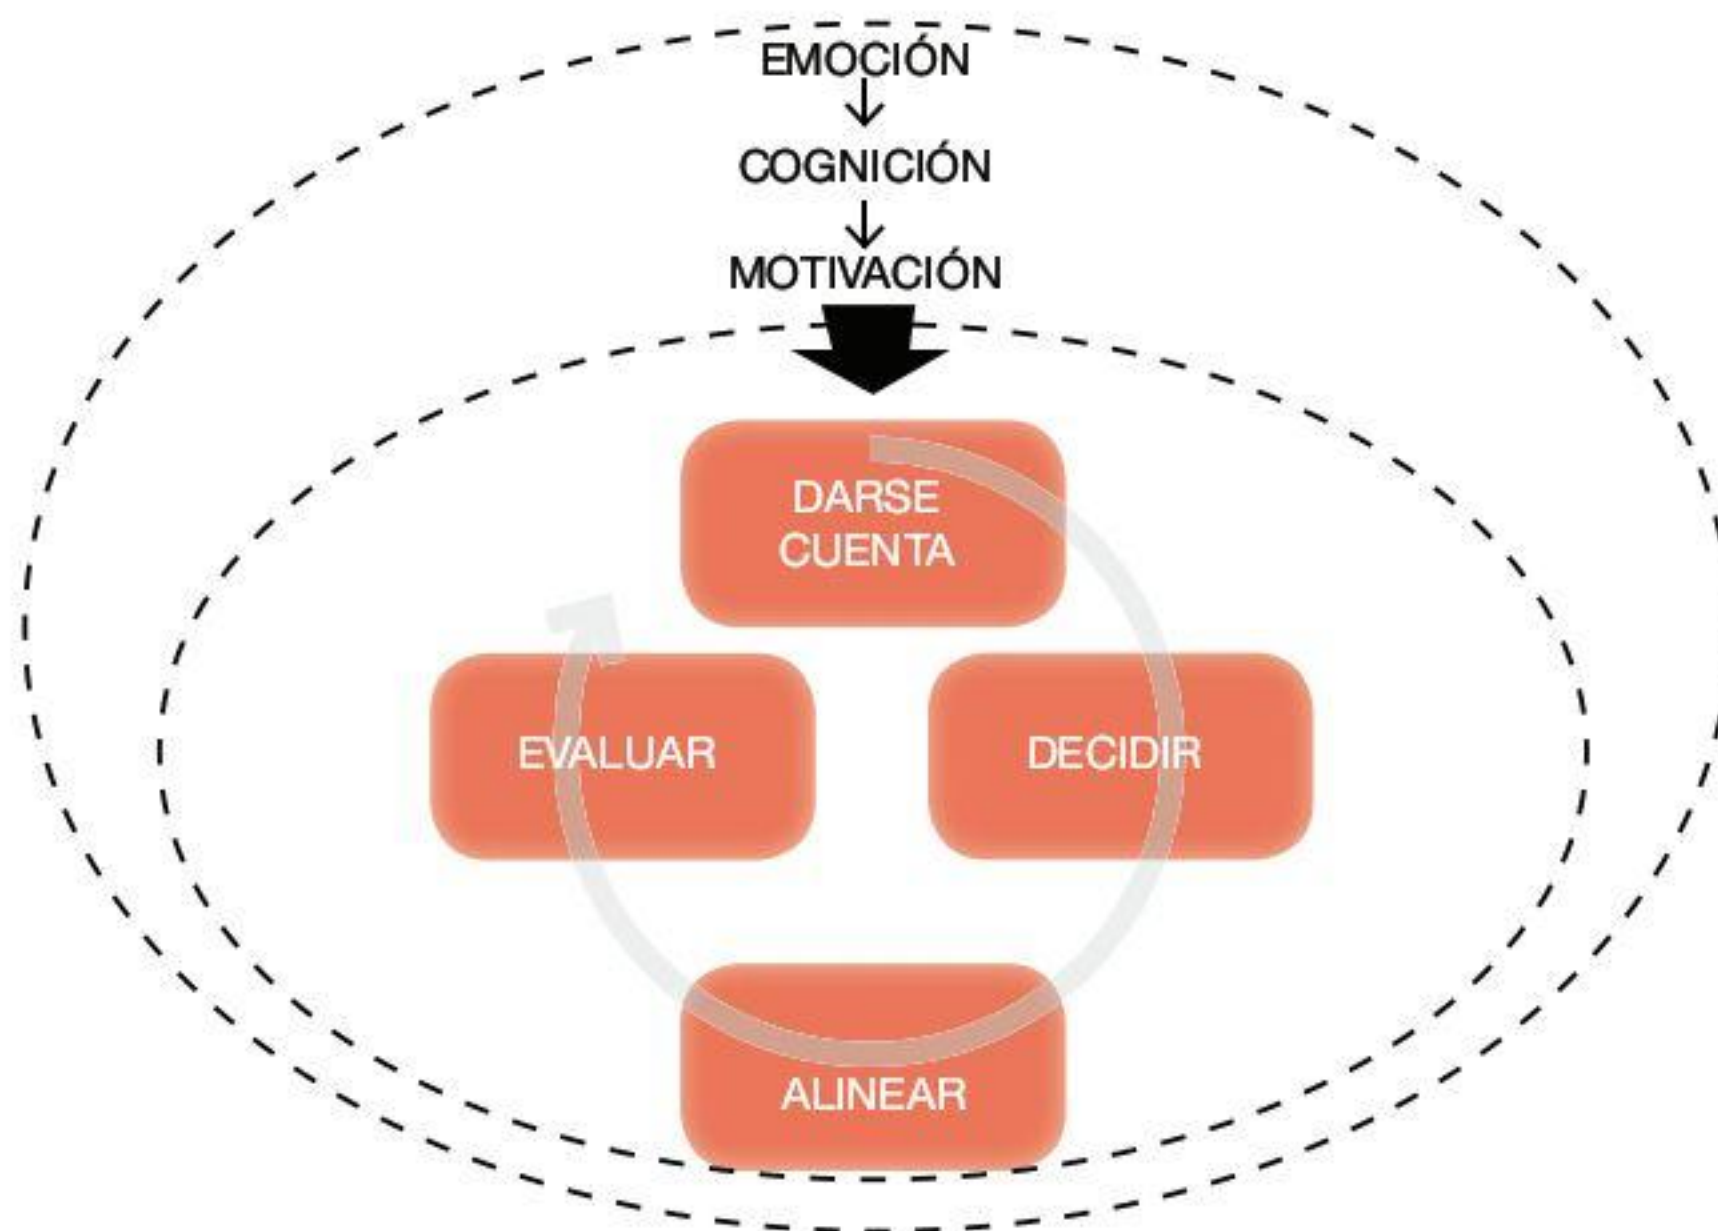 EMOCIÓN
COGNICIÓN
MOTIVACIÓN
DARSE
CUENTA
EVALUAR
DECIDIR
ALINEAR